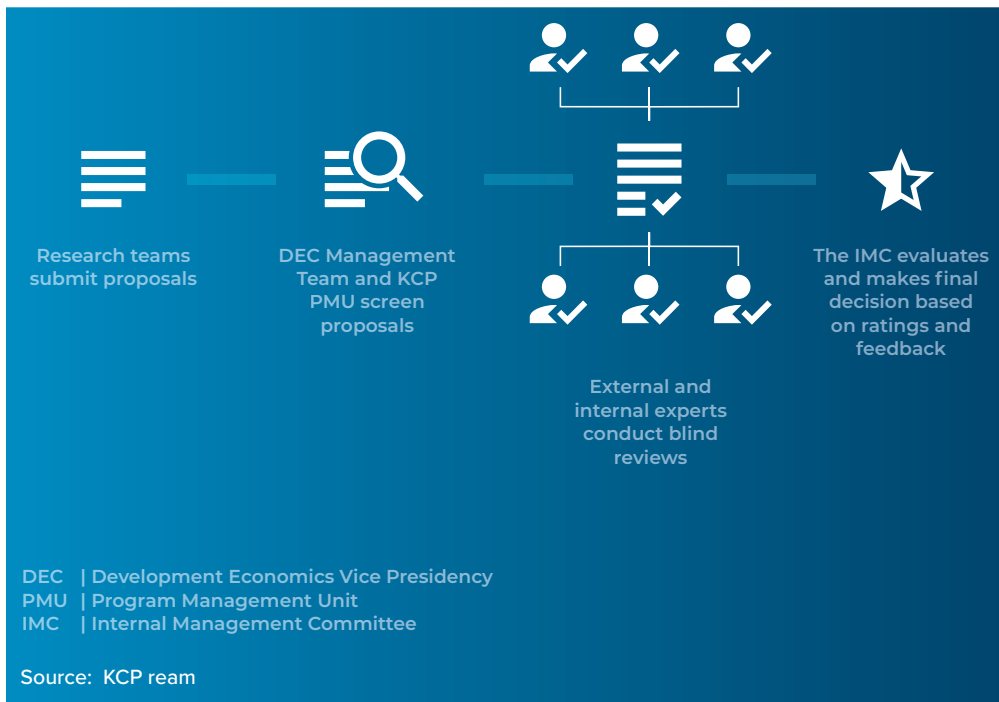 Research teams
submit proposals
DEC Management
Team and KCP
PMU screen
proposals
External and
internal experts
conduct blind
reviews
The IMC evaluates
and makes final
decision based
on ratings and
feedback
DEC | Development Economics Vice Presidency
PMU | Program Management Unit
IMC | Internal Management Committee
Source: KCP ream